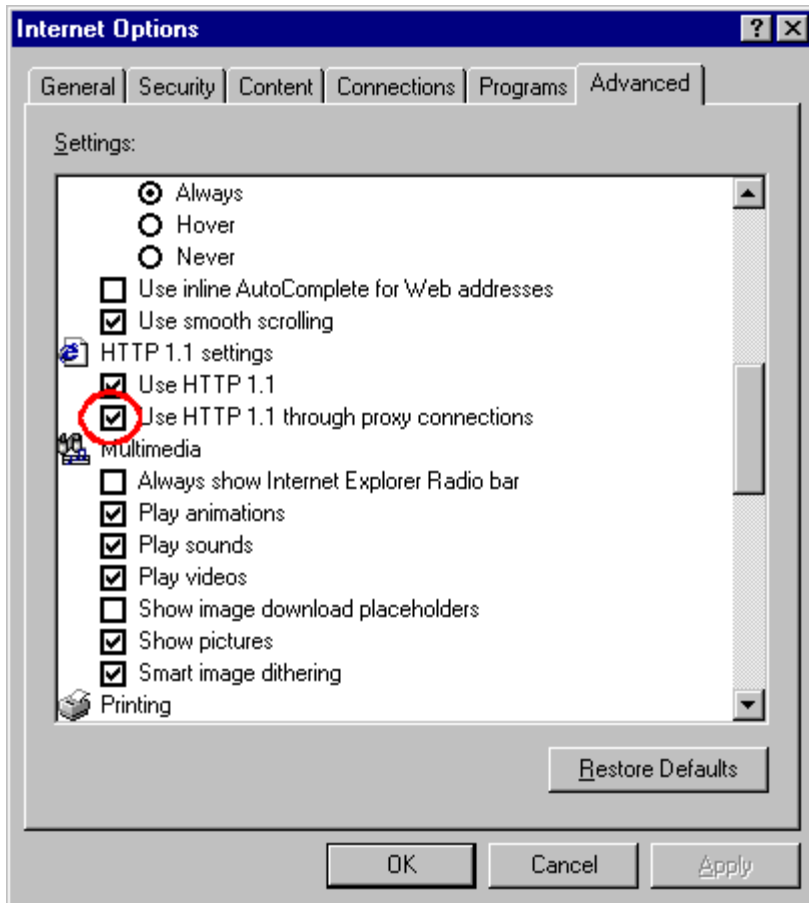 Internet Options
General Security Content Connections Programs Advanced
Settings:
Always
Hover
Never
Use inline AutoComplete for Web addresses
Use smooth scrolling
HTTP 1.1 settings
Use HTTP 1.1
Use HTTP 1.1 through proxy connections
Multimedia
Always show Internet Explorer Radio bar
Play animations
Play sounds
Play videos
Show image download placeholders
Show pictures
Smart image dithering
Printing
Restore Defaults
OK Cancel Apply